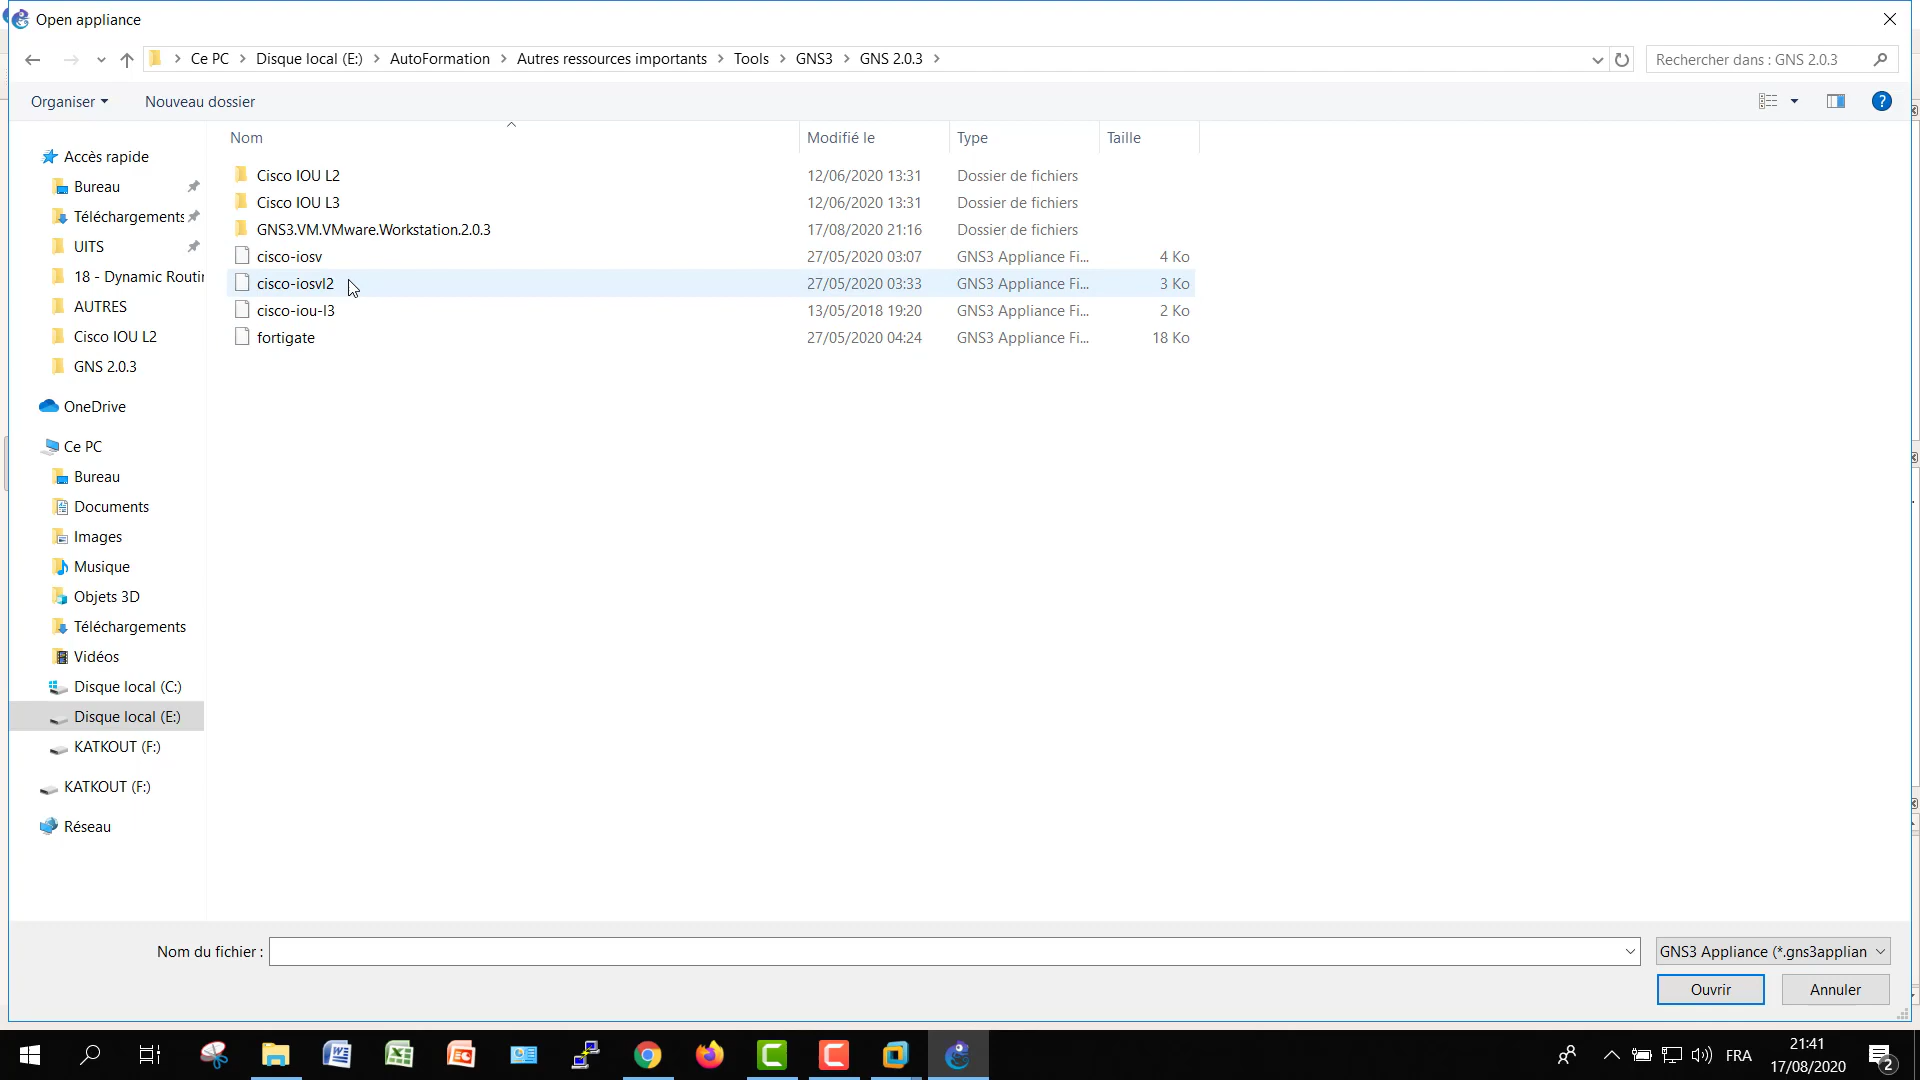 Open appliance
Ce PC > Disque local (E:) > AutoFormation > Autres ressources importants > Tools > GNS3 > GNS 2.0.3 >
Rechercher dans : GNS 2.0.3
Organiser
Nouveau dossier
Nom
Modifié le
Type
Taille
Accès rapide
Bureau
Téléchargements
UITS
18 - Dynamic Routin
AUTRES
Cisco IOU L2
GNS 2.0.3
OneDrive
Ce PC
Bureau
Documents
Images
Musique
Objets 3D
Téléchargements
Vidéos
Disque local (C:)
Disque local (E:)
KATKOUT (F:)
KATKOUT (F:)
Réseau
Cisco IOU L2 12/06/2020 13:31 Dossier de fichiers
Cisco IOU L3 12/06/2020 13:31 Dossier de fichiers
GNS3.VM.VMware.Workstation.2.0.3 17/08/2020 21:16 Dossier de fichiers
cisco-iosv 27/05/2020 03:07 GNS3 Appliance Fi... 4 Ko
cisco-iosvl2 27/05/2020 03:33 GNS3 Appliance Fi... 3 Ko
cisco-iou-l3 13/05/2018 19:20 GNS3 Appliance Fi... 2 Ko
fortigate 27/05/2020 04:24 GNS3 Appliance Fi... 18 Ko
Nom du fichier :
GNS3 Appliance (*.gns3applian
Ouvrir
Annuler
FRA
21:41
17/08/2020
2